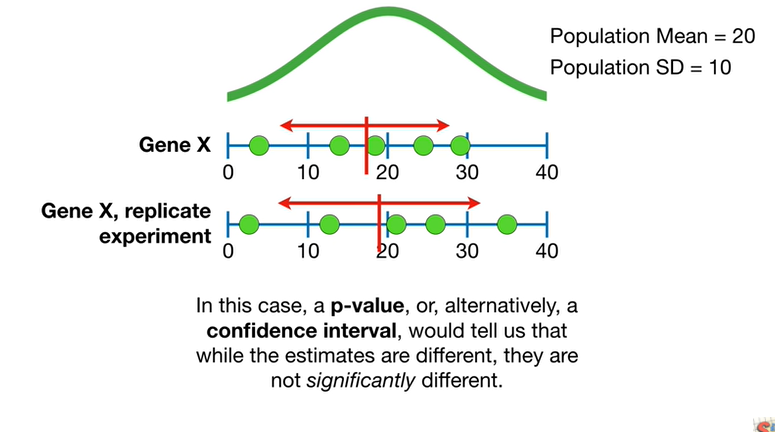 Population Mean = 20
Population SD = 10
Gene X
0 10 20 30 40
Gene X, replicate
experiment
0 10 20 30 40
In this case, a p-value, or, alternatively, a
confidence interval, would tell us that
while the estimates are different, they are
not significantly different.